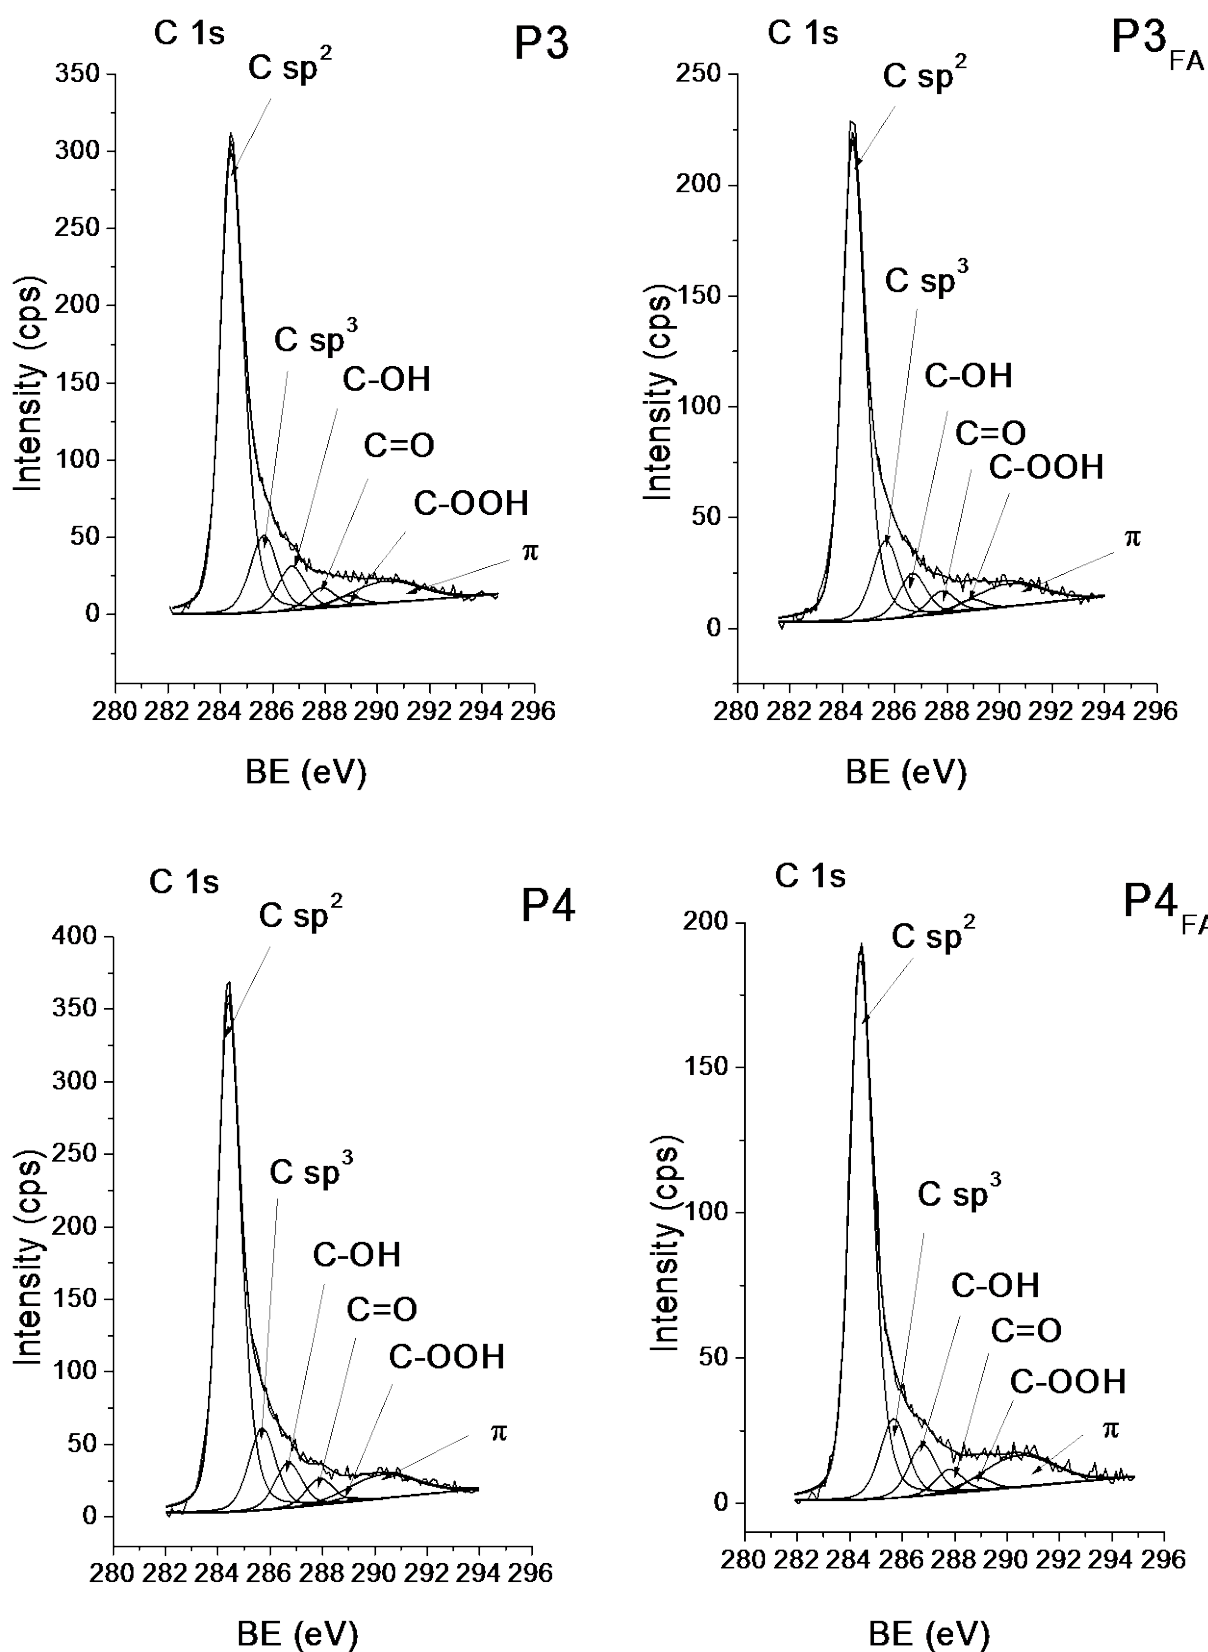 C 1s
P3
C sp²
350
300
250
200
150
100
50
0
Intensity (cps)
C sp³
C-OH
C=O
C-OOH
π
280 282 284 286 288 290 292 294 296
BE (eV)
C 1s
P3FA
C sp²
250
200
150
100
50
0
Intensity (cps)
C sp³
C-OH
C=O
C-OOH
π
280 282 284 286 288 290 292 294 296
BE (eV)
C 1s
P4
C sp²
400
350
300
250
200
150
100
50
0
Intensity (cps)
C sp³
C-OH
C=O
C-OOH
π
280 282 284 286 288 290 292 294 296
BE (eV)
C 1s
P4FA
C sp²
200
150
100
50
0
Intensity (cps)
C sp³
C-OH
C=O
C-OOH
π
280 282 284 286 288 290 292 294 296
BE (eV)